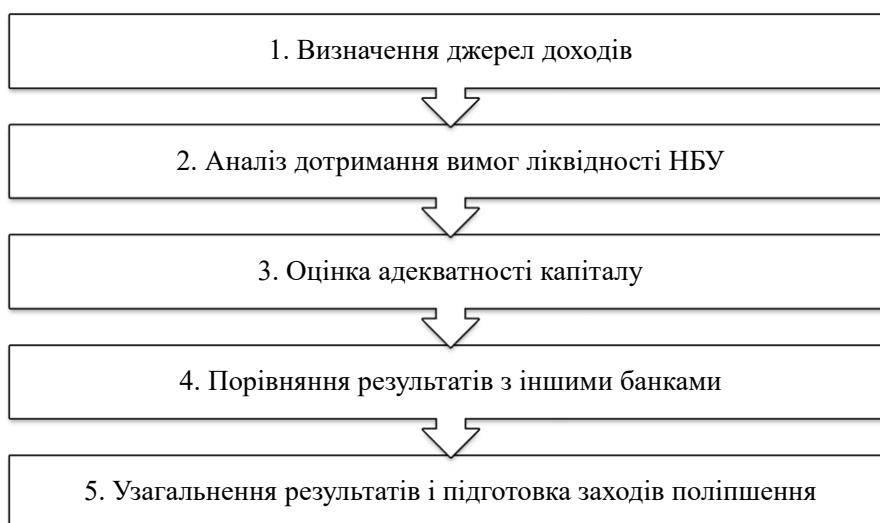 1. Визначення джерел доходів
2. Аналіз дотримання вимог ліквідності НБУ
3. Оцінка адекватності капіталу
4. Порівняння результатів з іншими банками
5. Узагальнення результатів і підготовка заходів поліпшення